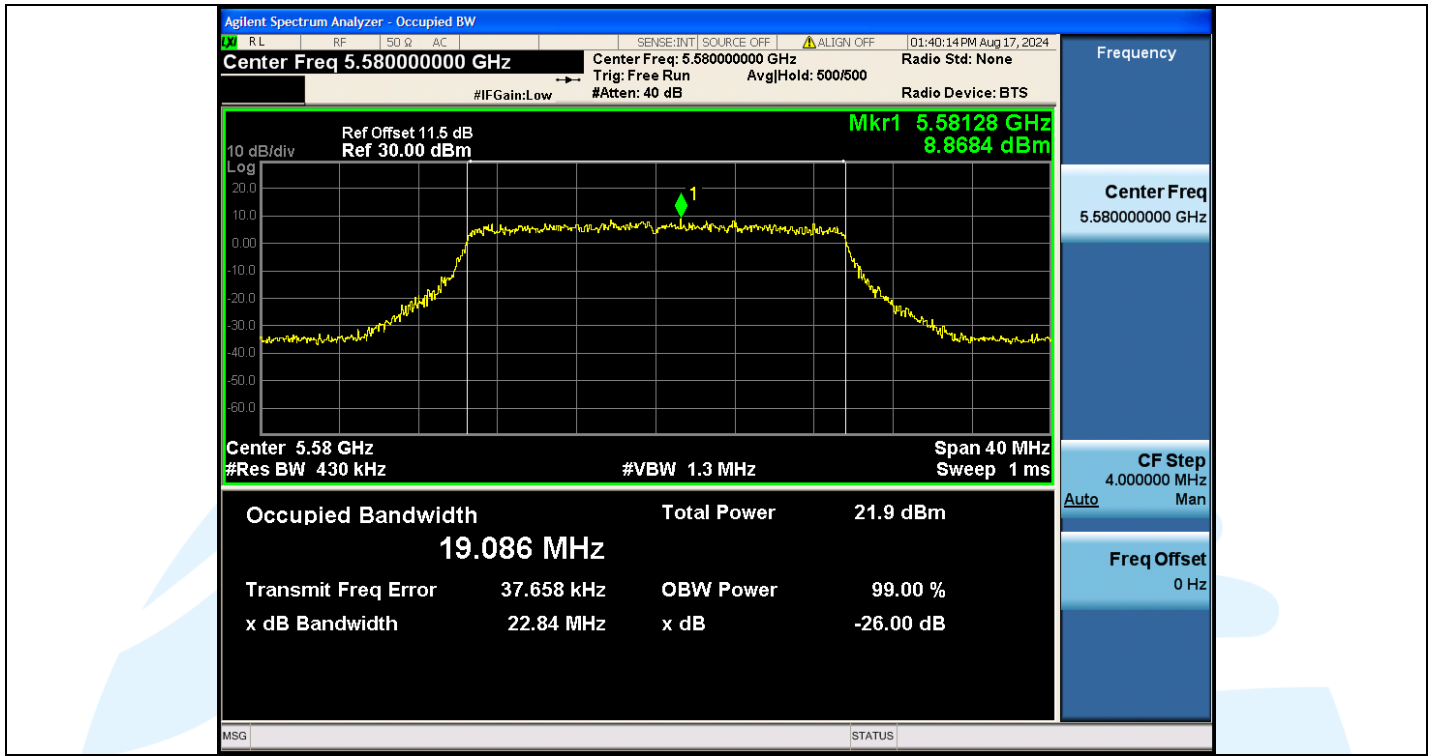 Agilent Spectrum Analyzer - Occupied BW
LXI RL RF 50 Ω AC SENSE:INT SOURCE OFF ALIGN OFF 01:40:14 PM Aug 17, 2024
Center Freq 5.580000000 GHz Center Freq: 5.580000000 GHz Radio Std: None
Trig: Free Run Avg|Hold: 500/500
#IFGain:Low #Atten: 40 dB Radio Device: BTS
Mkr1 5.58128 GHz
Ref Offset 11.5 dB
8.8684 dBm
10 dB/div Ref 30.00 dBm
Log
20.0
1
10.0
0.00
-10.0
-20.0
-30.0
-40.0
-50.0
-60.0
Center 5.58 GHz Span 40 MHz
#Res BW 430 kHz #VBW 1.3 MHz Sweep 1 ms
Occupied Bandwidth Total Power 21.9 dBm
19.086 MHz
Transmit Freq Error 37.658 kHz OBW Power 99.00 %
x dB Bandwidth 22.84 MHz x dB -26.00 dB
MSG STATUS
Frequency
Center Freq
5.580000000 GHz
CF Step
4.000000 MHz
Auto Man
Freq Offset
0 Hz